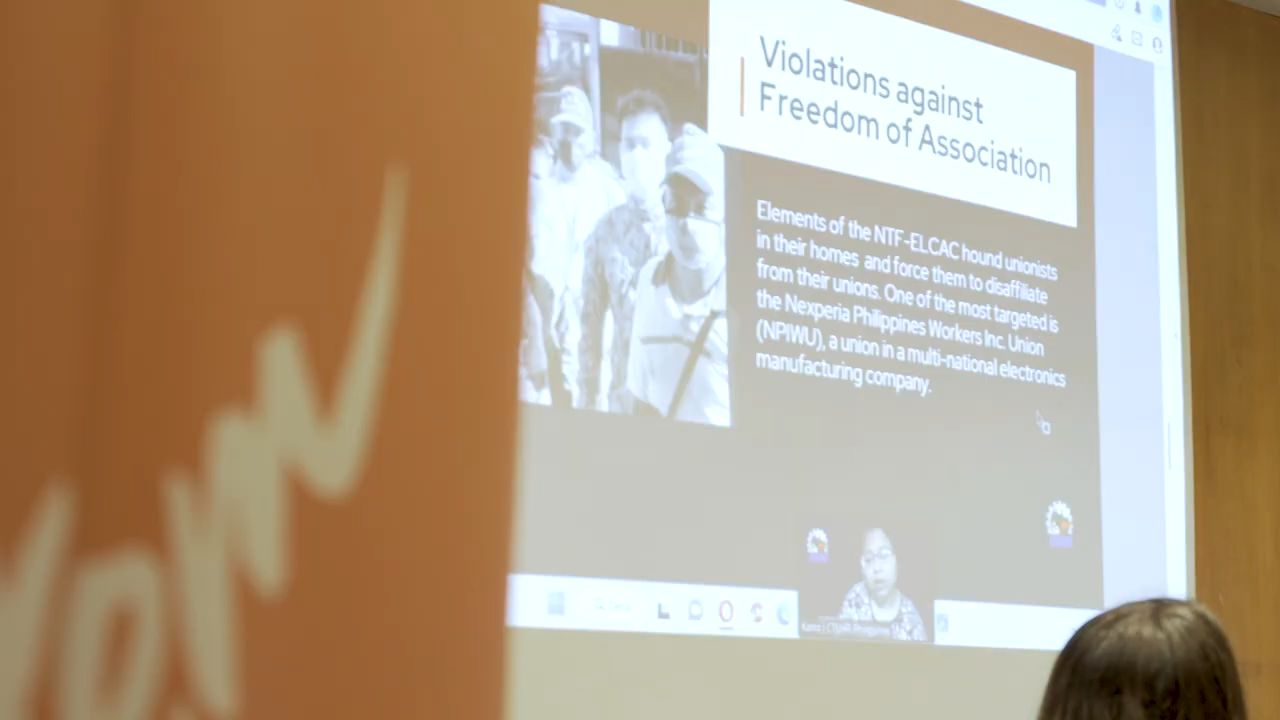 Violations against
Freedom of Association
Elements of the NTF-ELCAC hound unionists
in their homes and force them to disaffiliate
from their unions. One of the most targeted is
the Nexperia Philippines Workers Inc. Union
(NPIWU), a union in a multi-national electronics
manufacturing company.